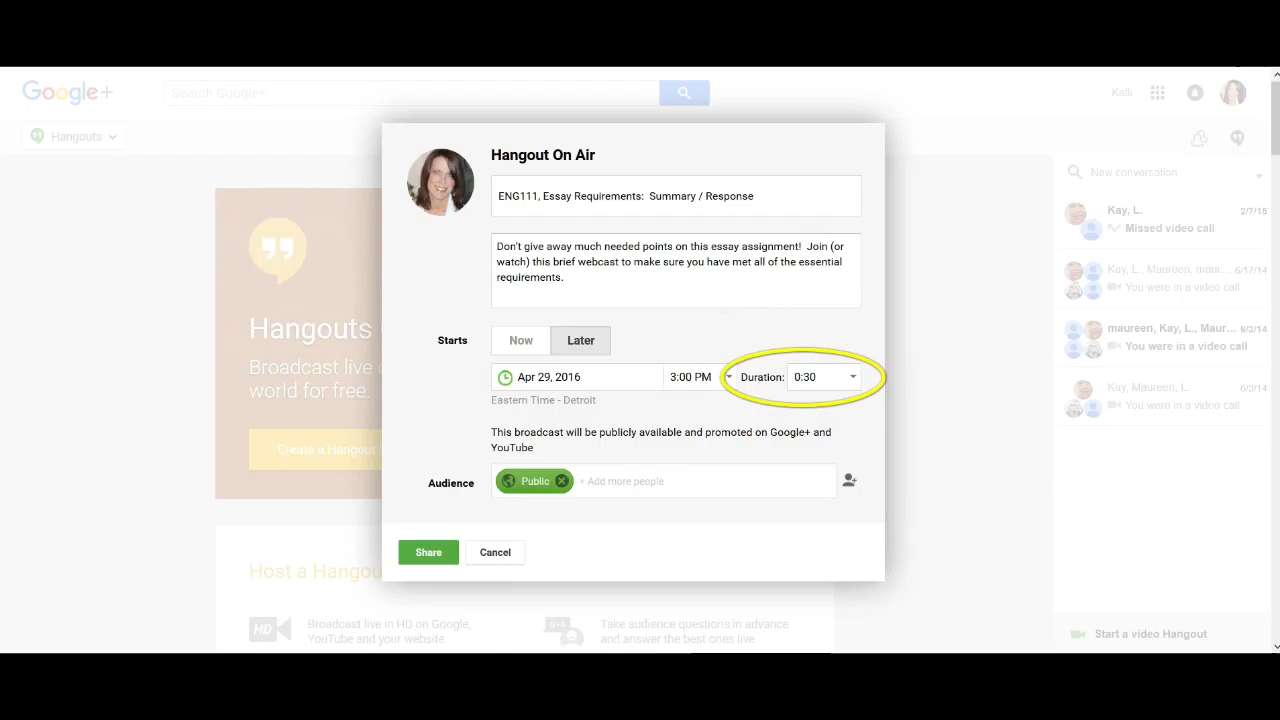 Google+
Search Google+
Kelli
Hangouts
Hangout On Air
New conversation
ENG111, Essay Requirements:  Summary / Response
Kay, L.
2/7/15
Missed video call
Don't give away much needed points on this essay assignment!  Join (or
watch) this brief webcast to make sure you have met all of the essential
requirements.
Kay, L., Maureen, maur...
6/17/14
You were in a video call
Hangouts
Starts
Now
Later
maureen, Kay, L., Maur...
6/3/14
You were in a video call
Broadcast live
world for free.
Apr 29, 2016
3:00 PM
Duration:
0:30
Eastern Time - Detroit
Kay, Maureen, L.
6/3/14
You were in a video call
This broadcast will be publicly available and promoted on Google+ and
YouTube
Create a Hangout
Audience
Public
+ Add more people
Share
Cancel
Host a Hangou
HD
Broadcast live in HD on Google,
YouTube and your website
Q+A
Take audience questions in advance
and answer the best ones live
Start a video Hangout